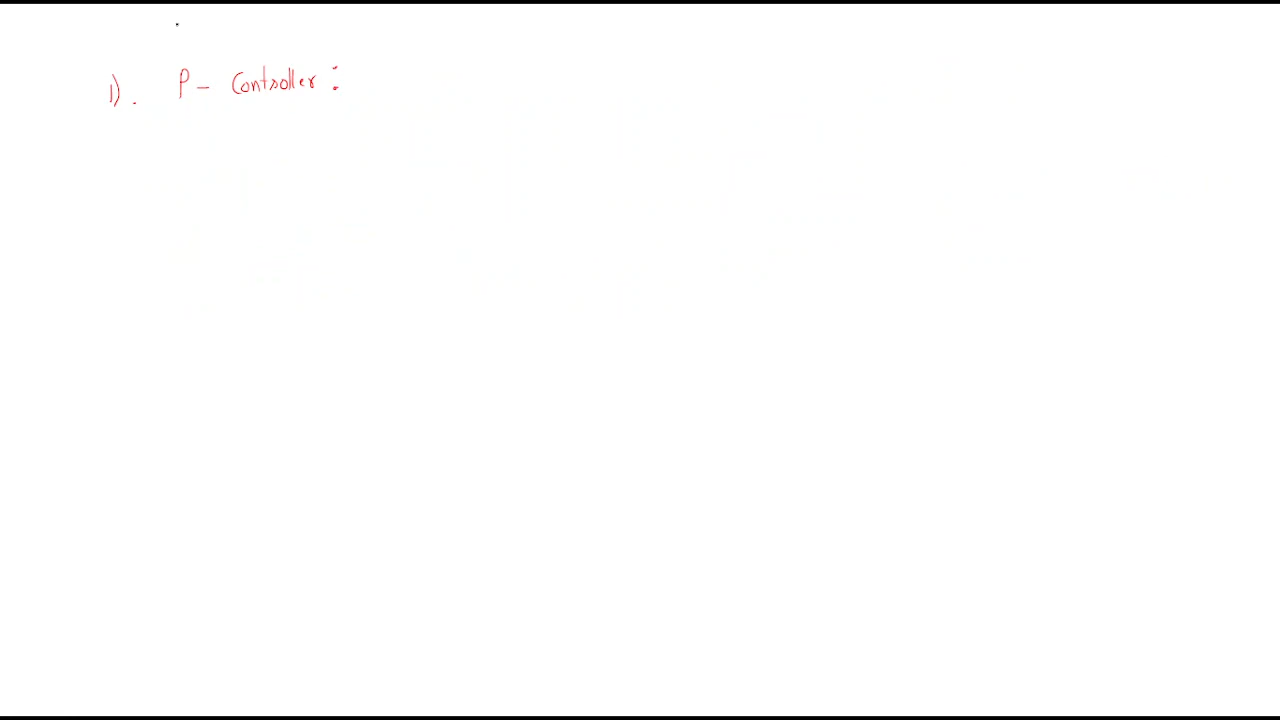 1). P - Controller :